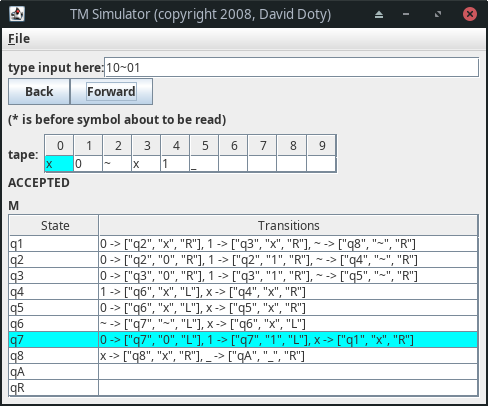 TM Simulator (copyright 2008, David Doty)
File
type input here: 10~01
Back Forward
(* is before symbol about to be read)
0 1 2 3 4 5 6 7 8 9
tape: x 0 ~ x 1 _
ACCEPTED
M
State Transitions
q1 0 -> ["q2", "x", "R"], 1 -> ["q3", "x", "R"], ~ -> ["q8", "~", "R"]
q2 0 -> ["q2", "0", "R"], 1 -> ["q2", "1", "R"], ~ -> ["q4", "~", "R"]
q3 0 -> ["q3", "0", "R"], 1 -> ["q3", "1", "R"], ~ -> ["q5", "~", "R"]
q4 1 -> ["q6", "x", "L"], x -> ["q4", "x", "R"]
q5 0 -> ["q6", "x", "L"], x -> ["q5", "x", "R"]
q6 ~ -> ["q7", "~", "L"], x -> ["q6", "x", "L"]
q7 0 -> ["q7", "0", "L"], 1 -> ["q7", "1", "L"], x -> ["q1", "x", "R"]
q8 x -> ["q8", "x", "R"], _ -> ["qA", "_", "R"]
qA
qR